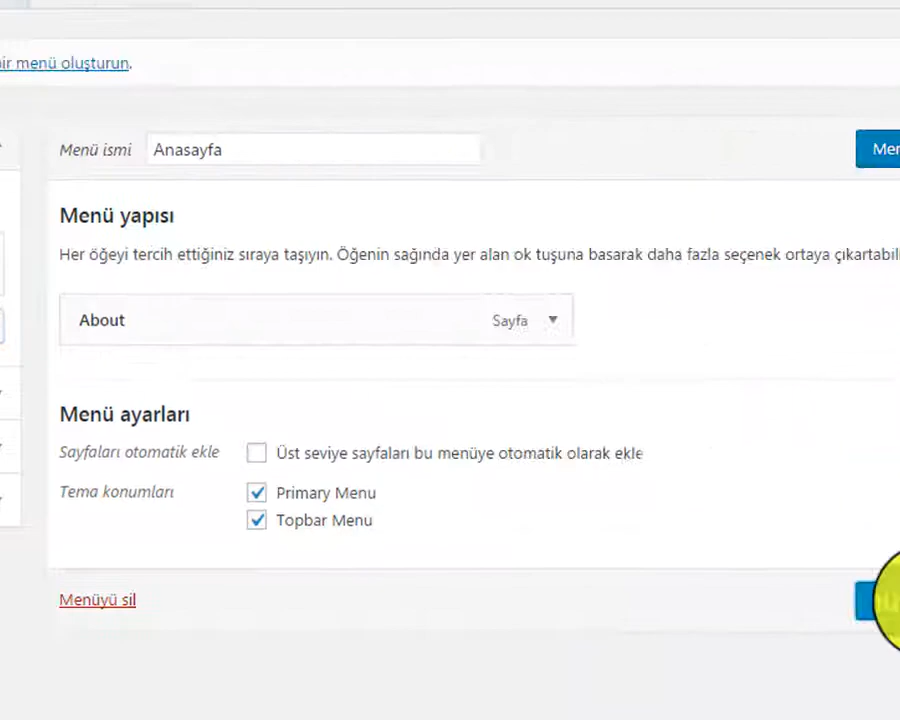 bir menü oluşturun.
Menü ismi Anasayfa
Menü yapısı
Her öğeyi tercih ettiğiniz sıraya taşıyın. Öğenin sağında yer alan ok tuşuna basarak daha fazla seçenek ortaya
About Sayfa
Menü ayarları
Sayfaları otomatik ekle Üst seviye sayfaları bu menüye otomatik olarak ekle
Tema konumları Primary Menu
Topbar Menu
Menüyü sil